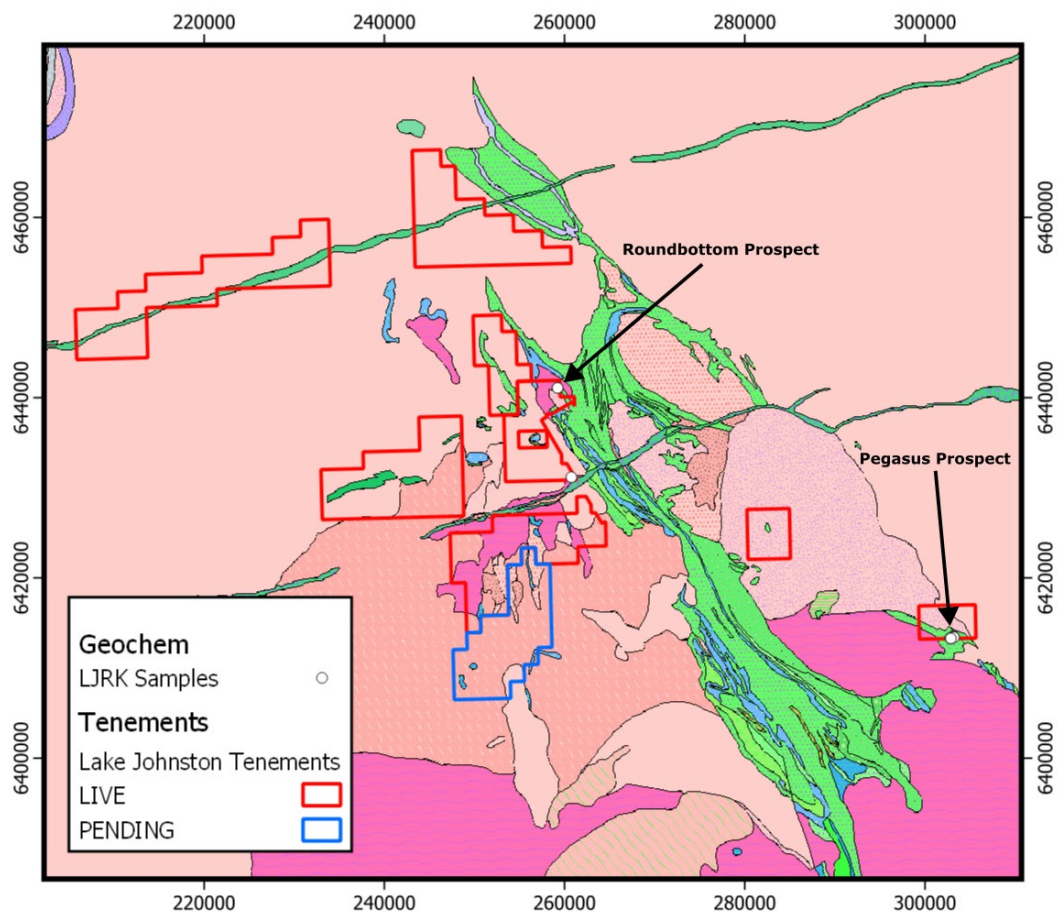 220000 240000 260000 280000 300000
6460000 6460000
Roundbottom Prospect
6440000 6440000
Pegasus Prospect
6420000 6420000
Geochem
LJRK Samples
Tenements
Lake Johnston Tenements
6400000 6400000
LIVE
PENDING
220000 240000 260000 280000 300000